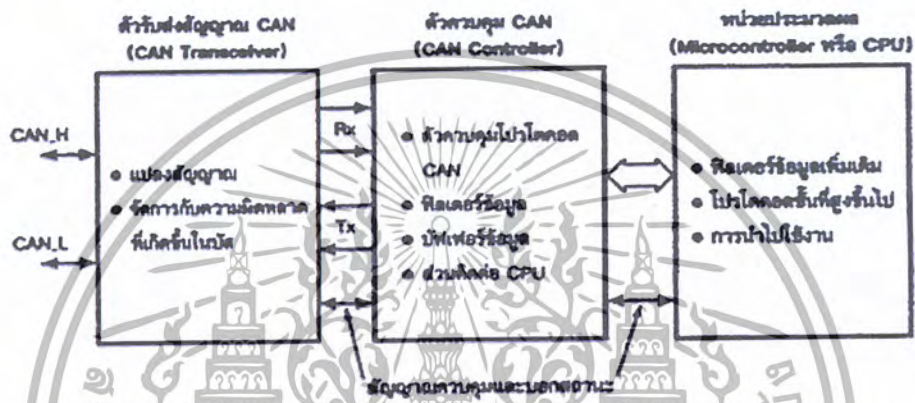 ตัวรับส่งสัญญาณ CAN
(CAN Transceiver)
ตัวควบคุม CAN
(CAN Controller)
หน่วยประมวลผล
(Microcontroller หรือ CPU)
CAN_H
CAN_L
• แปลงสัญญาณ
• จัดการกับความผิดพลาด
ที่เกิดขึ้นในบัส
Rx
Tx
• ตัวควบคุมโปรโตคอล
CAN
• ฟิลเตอร์ข้อมูล
• บัฟเฟอร์ข้อมูล
• ส่วนติดต่อ CPU
• ฟิลเตอร์ข้อมูลเพิ่มเติม
• โปรโตคอลชั้นที่สูงขึ้นไป
• การนำไปใช้งาน
สัญญาณควบคุมและบอกสถานะ